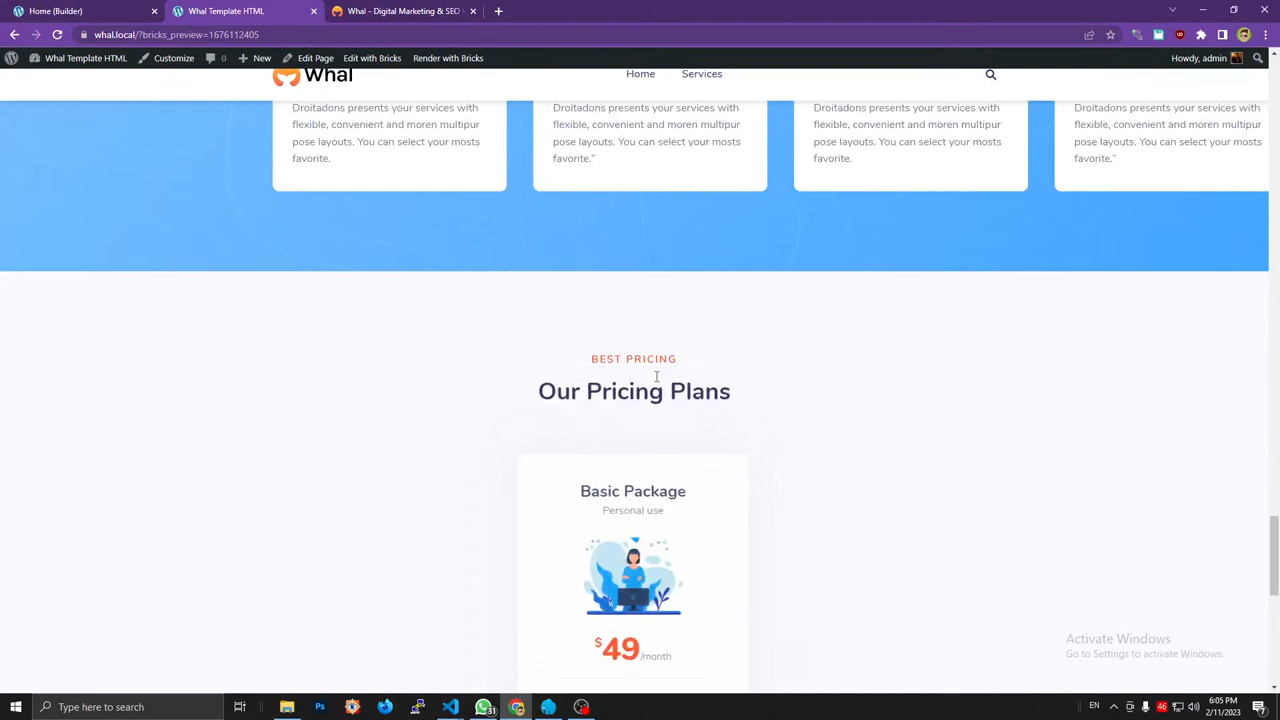 Home (Builder)
Whal - Bringing Design To Life
whal.local/?bricks_preview=1676112405
Whal Template HTML Customize 0 New Edit Page Edit with Bricks Render with Bricks Howdy, admin
Whal Home Services
Droitadons presents your services with
flexible, convenient and moren multipur
pose layouts. You can select your mosts
favorite.
Droitadons presents your services with
flexible, convenient and moren multipur
pose layouts. You can select your mosts
favorite.”
Droitadons presents your services with
flexible, convenient and moren multipur
pose layouts. You can select your mosts
favorite.
Droitadons presents your services with
flexible, convenient and moren multipur
pose layouts. You can select your mosts
favorite.”
BEST PRICING
Our Pricing Plans
Basic Package
Personal use
$49/month
Activate Windows
Go to Settings to activate Windows.
Type here to search
31
EN
46
6:05 PM
2/11/2023